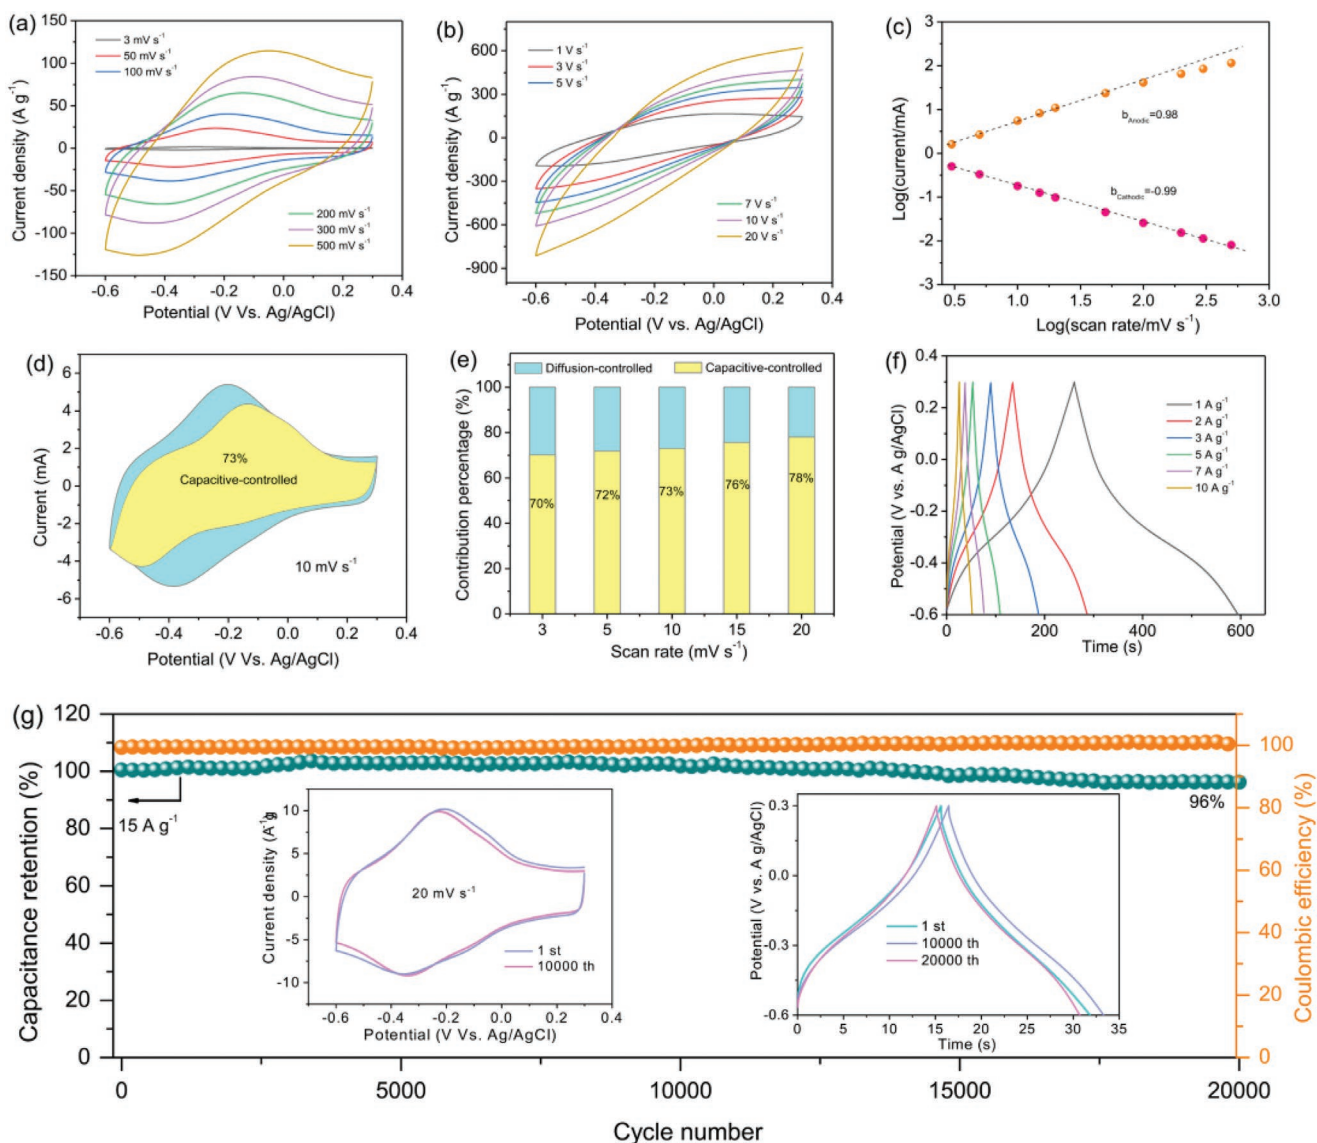 (a)
150
100
50
0
-50
-100
-150
Current density (A g⁻¹)
3 mV s⁻¹
50 mV s⁻¹
100 mV s⁻¹
200 mV s⁻¹
300 mV s⁻¹
500 mV s⁻¹
-0.6 -0.4 -0.2 0.0 0.2 0.4
Potential (V Vs. Ag/AgCl)
(b)
600
300
0
-300
-600
-900
Current density (A g⁻¹)
1 V s⁻¹
3 V s⁻¹
5 V s⁻¹
7 V s⁻¹
10 V s⁻¹
20 V s⁻¹
-0.6 -0.4 -0.2 0.0 0.2 0.4
Potential (V vs. Ag/AgCl)
(c)
3
2
1
0
-1
-2
-3
Log(current/mA)
bAnodic=0.98
bCathodic=-0.99
0.5 1.0 1.5 2.0 2.5 3.0
Log(scan rate/mV s⁻¹)
(d)
6
4
2
0
-2
-4
-6
Current (mA)
73%
Capacitive-controlled
10 mV s⁻¹
-0.6 -0.4 -0.2 0.0 0.2 0.4
Potential (V Vs. Ag/AgCl)
(e)
Diffusion-controlled Capacitive-controlled
100
80
60
40
20
0
Contribution percentage (%)
70% 72% 73% 76% 78%
3 5 10 15 20
Scan rate (mV s⁻¹)
(f)
0.4
0.2
0.0
-0.2
-0.4
-0.6
Potential (V vs. A g/AgCl)
1 A g⁻¹
2 A g⁻¹
3 A g⁻¹
5 A g⁻¹
7 A g⁻¹
10 A g⁻¹
0 200 400 600
Time (s)
(g)
120
100
80
60
40
20
0
Capacitance retention (%)
15 A g⁻¹
96%
10
5
0
-5
-10
20 mV s⁻¹
1 st
10000 th
-0.6 -0.4 -0.2 0.0 0.2 0.4
Potential (V Vs. Ag/AgCl)
0.3
0.0
-0.3
-0.6
Potential (V vs. A g/AgCl)
1 st
10000 th
20000 th
0 5 10 15 20 25 30 35
Time (s)
100
80
60
40
20
0
Coulombic efficiency (%)
0 5000 10000 15000 20000
Cycle number